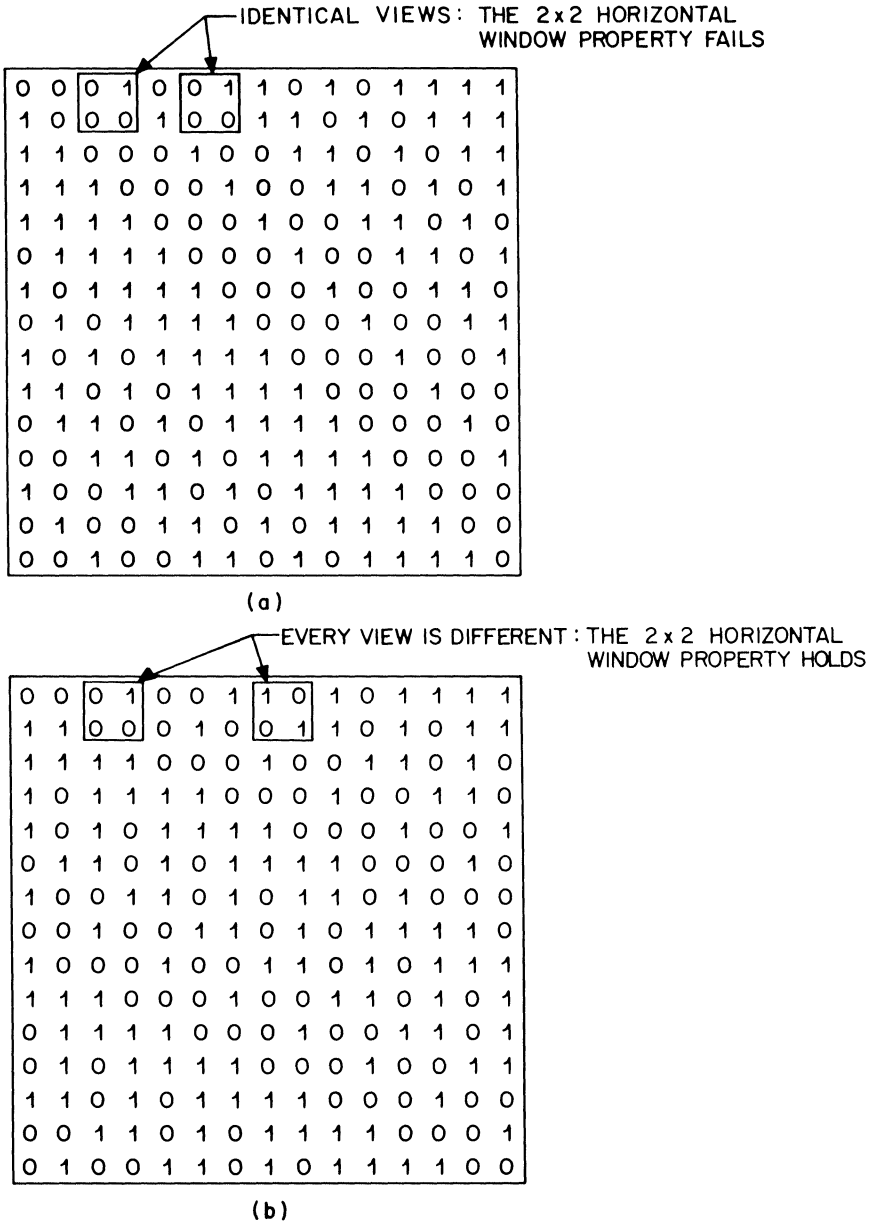 IDENTICAL VIEWS: THE 2x2 HORIZONTAL
WINDOW PROPERTY FAILS
0 0 0 1 0 0 1 1 0 1 0 1 1 1 1
1 0 0 0 1 0 0 1 1 0 1 0 1 1 1
1 1 0 0 0 1 0 0 1 1 0 1 0 1 1
1 1 1 0 0 0 1 0 0 1 1 0 1 0 1
1 1 1 1 0 0 0 1 0 0 1 1 0 1 0
0 1 1 1 1 0 0 0 1 0 0 1 1 0 1
1 0 1 1 1 1 0 0 0 1 0 0 1 1 0
0 1 0 1 1 1 1 0 0 0 1 0 0 1 1
1 0 1 0 1 1 1 1 0 0 0 1 0 0 1
1 1 0 1 0 1 1 1 1 0 0 0 1 0 0
0 1 1 0 1 0 1 1 1 1 0 0 0 1 0
0 0 1 1 0 1 0 1 1 1 1 0 0 0 1
1 0 0 1 1 0 1 0 1 1 1 1 0 0 0
0 1 0 0 1 1 0 1 0 1 1 1 1 0 0
0 0 1 0 0 1 1 0 1 0 1 1 1 1 0
(a)
EVERY VIEW IS DIFFERENT: THE 2x2 HORIZONTAL
WINDOW PROPERTY HOLDS
0 0 0 1 0 0 1 1 0 1 0 1 1 1 1
1 1 0 0 0 1 0 0 1 1 0 1 0 1 1
1 1 1 1 0 0 0 1 0 0 1 1 0 1 0
1 0 1 1 1 1 0 0 0 1 0 0 1 1 0
1 0 1 0 1 1 1 1 0 0 0 1 0 0 1
0 1 1 0 1 0 1 1 1 1 0 0 0 1 0
1 0 0 1 1 0 1 0 1 1 0 1 0 0 0
0 0 1 0 0 1 1 0 1 0 1 1 1 1 0
1 0 0 0 1 0 0 1 1 0 1 0 1 1 1
1 1 1 0 0 0 1 0 0 1 1 0 1 0 1
0 1 1 1 1 0 0 0 1 0 0 1 1 0 1
0 1 0 1 1 1 1 0 0 0 1 0 0 1 1
1 1 0 1 0 1 1 1 1 0 0 0 1 0 0
0 0 1 1 0 1 0 1 1 1 1 0 0 0 1
0 1 0 0 1 1 0 1 0 1 1 1 1 0 0
(b)